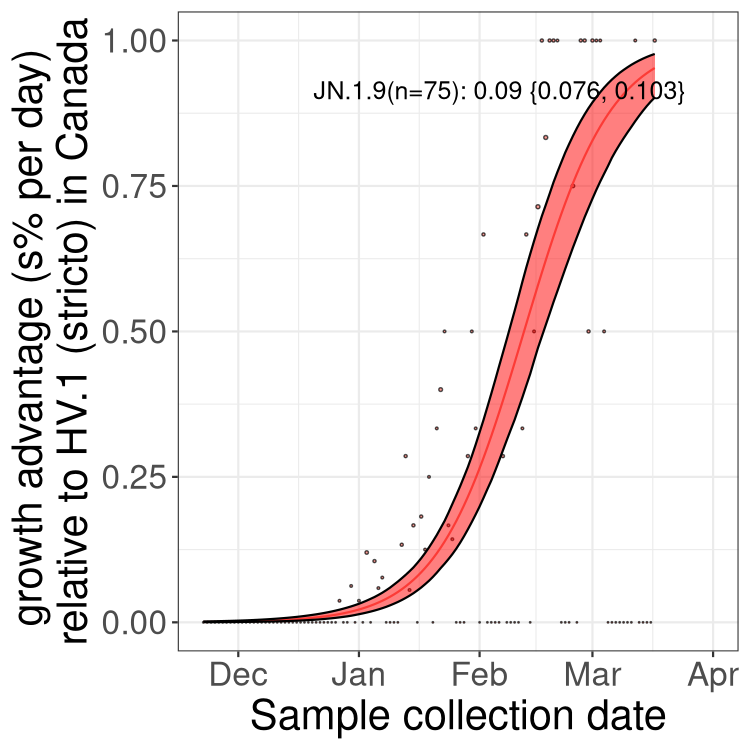 growth advantage (s% per day)
relative to HV.1 (stricto) in Canada
1.00
0.75
0.50
0.25
0.00
JN.1.9(n=75): 0.09 {0.076, 0.103}
Dec Jan Feb Mar Apr
Sample collection date